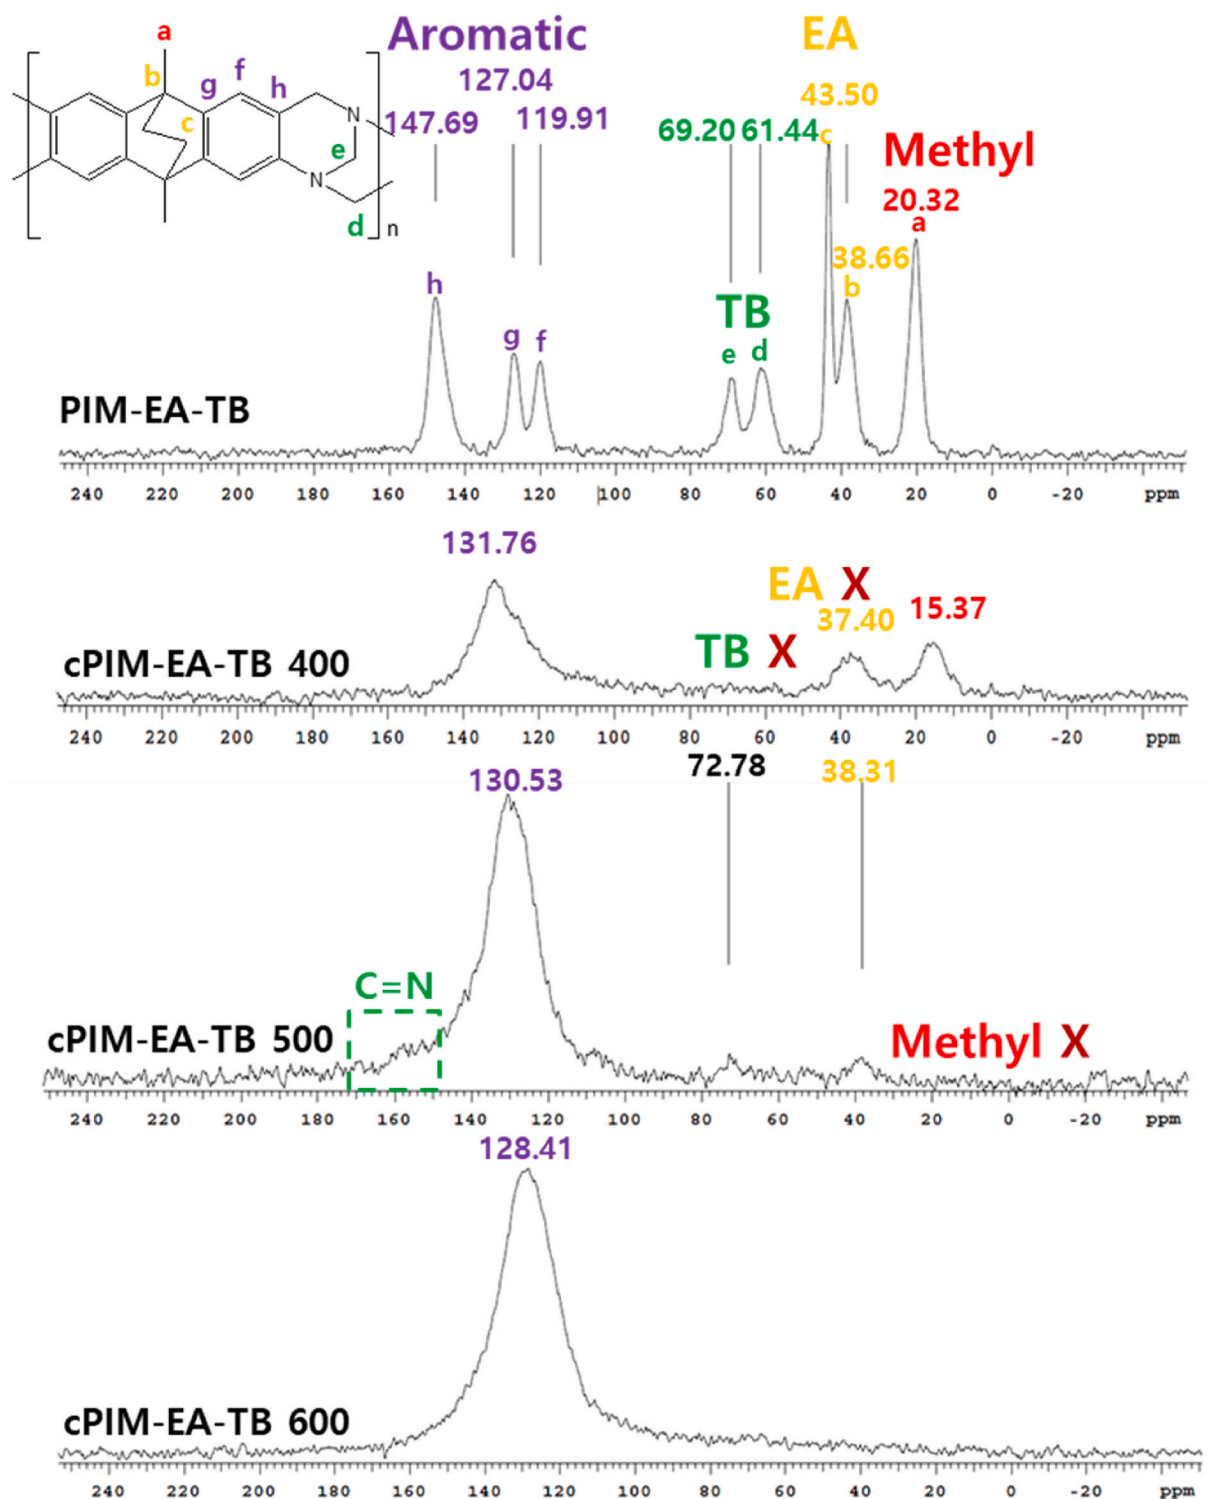 a
Aromatic
EA
b
g
f
h
127.04
43.50
c
147.69
119.91
69.20
61.44
c
N
Methyl
e
20.32
N
a
d
n
38.66
h
b
TB
g
f
e
d
PIM-EA-TB
240 220 200 180 160 140 120 100 80 60 40 20 0 -20 ppm
131.76
EA X
37.40
15.37
TB X
cPIM-EA-TB 400
240 220 200 180 160 140 120 100 80 60 40 20 0 -20 ppm
130.53
72.78
38.31
C=N
cPIM-EA-TB 500
Methyl X
240 220 200 180 160 140 120 100 80 60 40 20 0 -20 ppm
128.41
cPIM-EA-TB 600
240 220 200 180 160 140 120 100 80 60 40 20 0 -20 ppm